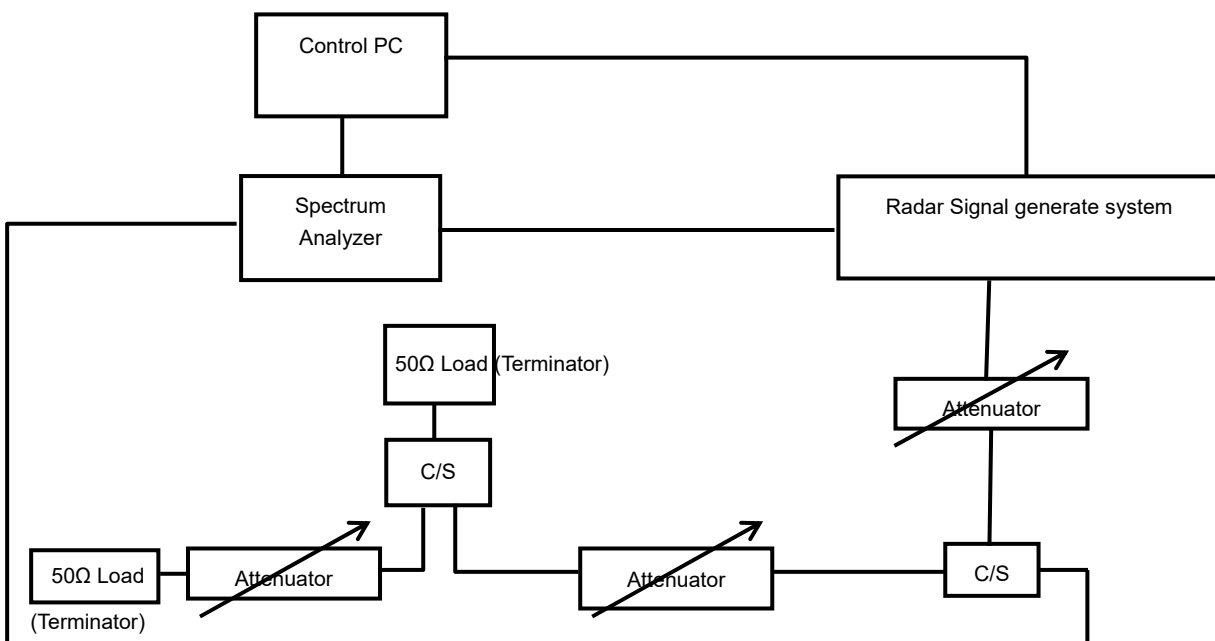 Control PC
Spectrum
Analyzer
Radar Signal generate system
50Ω Load (Terminator)
Attenuator
C/S
50Ω Load
(Terminator)
Attenuator
Attenuator
C/S